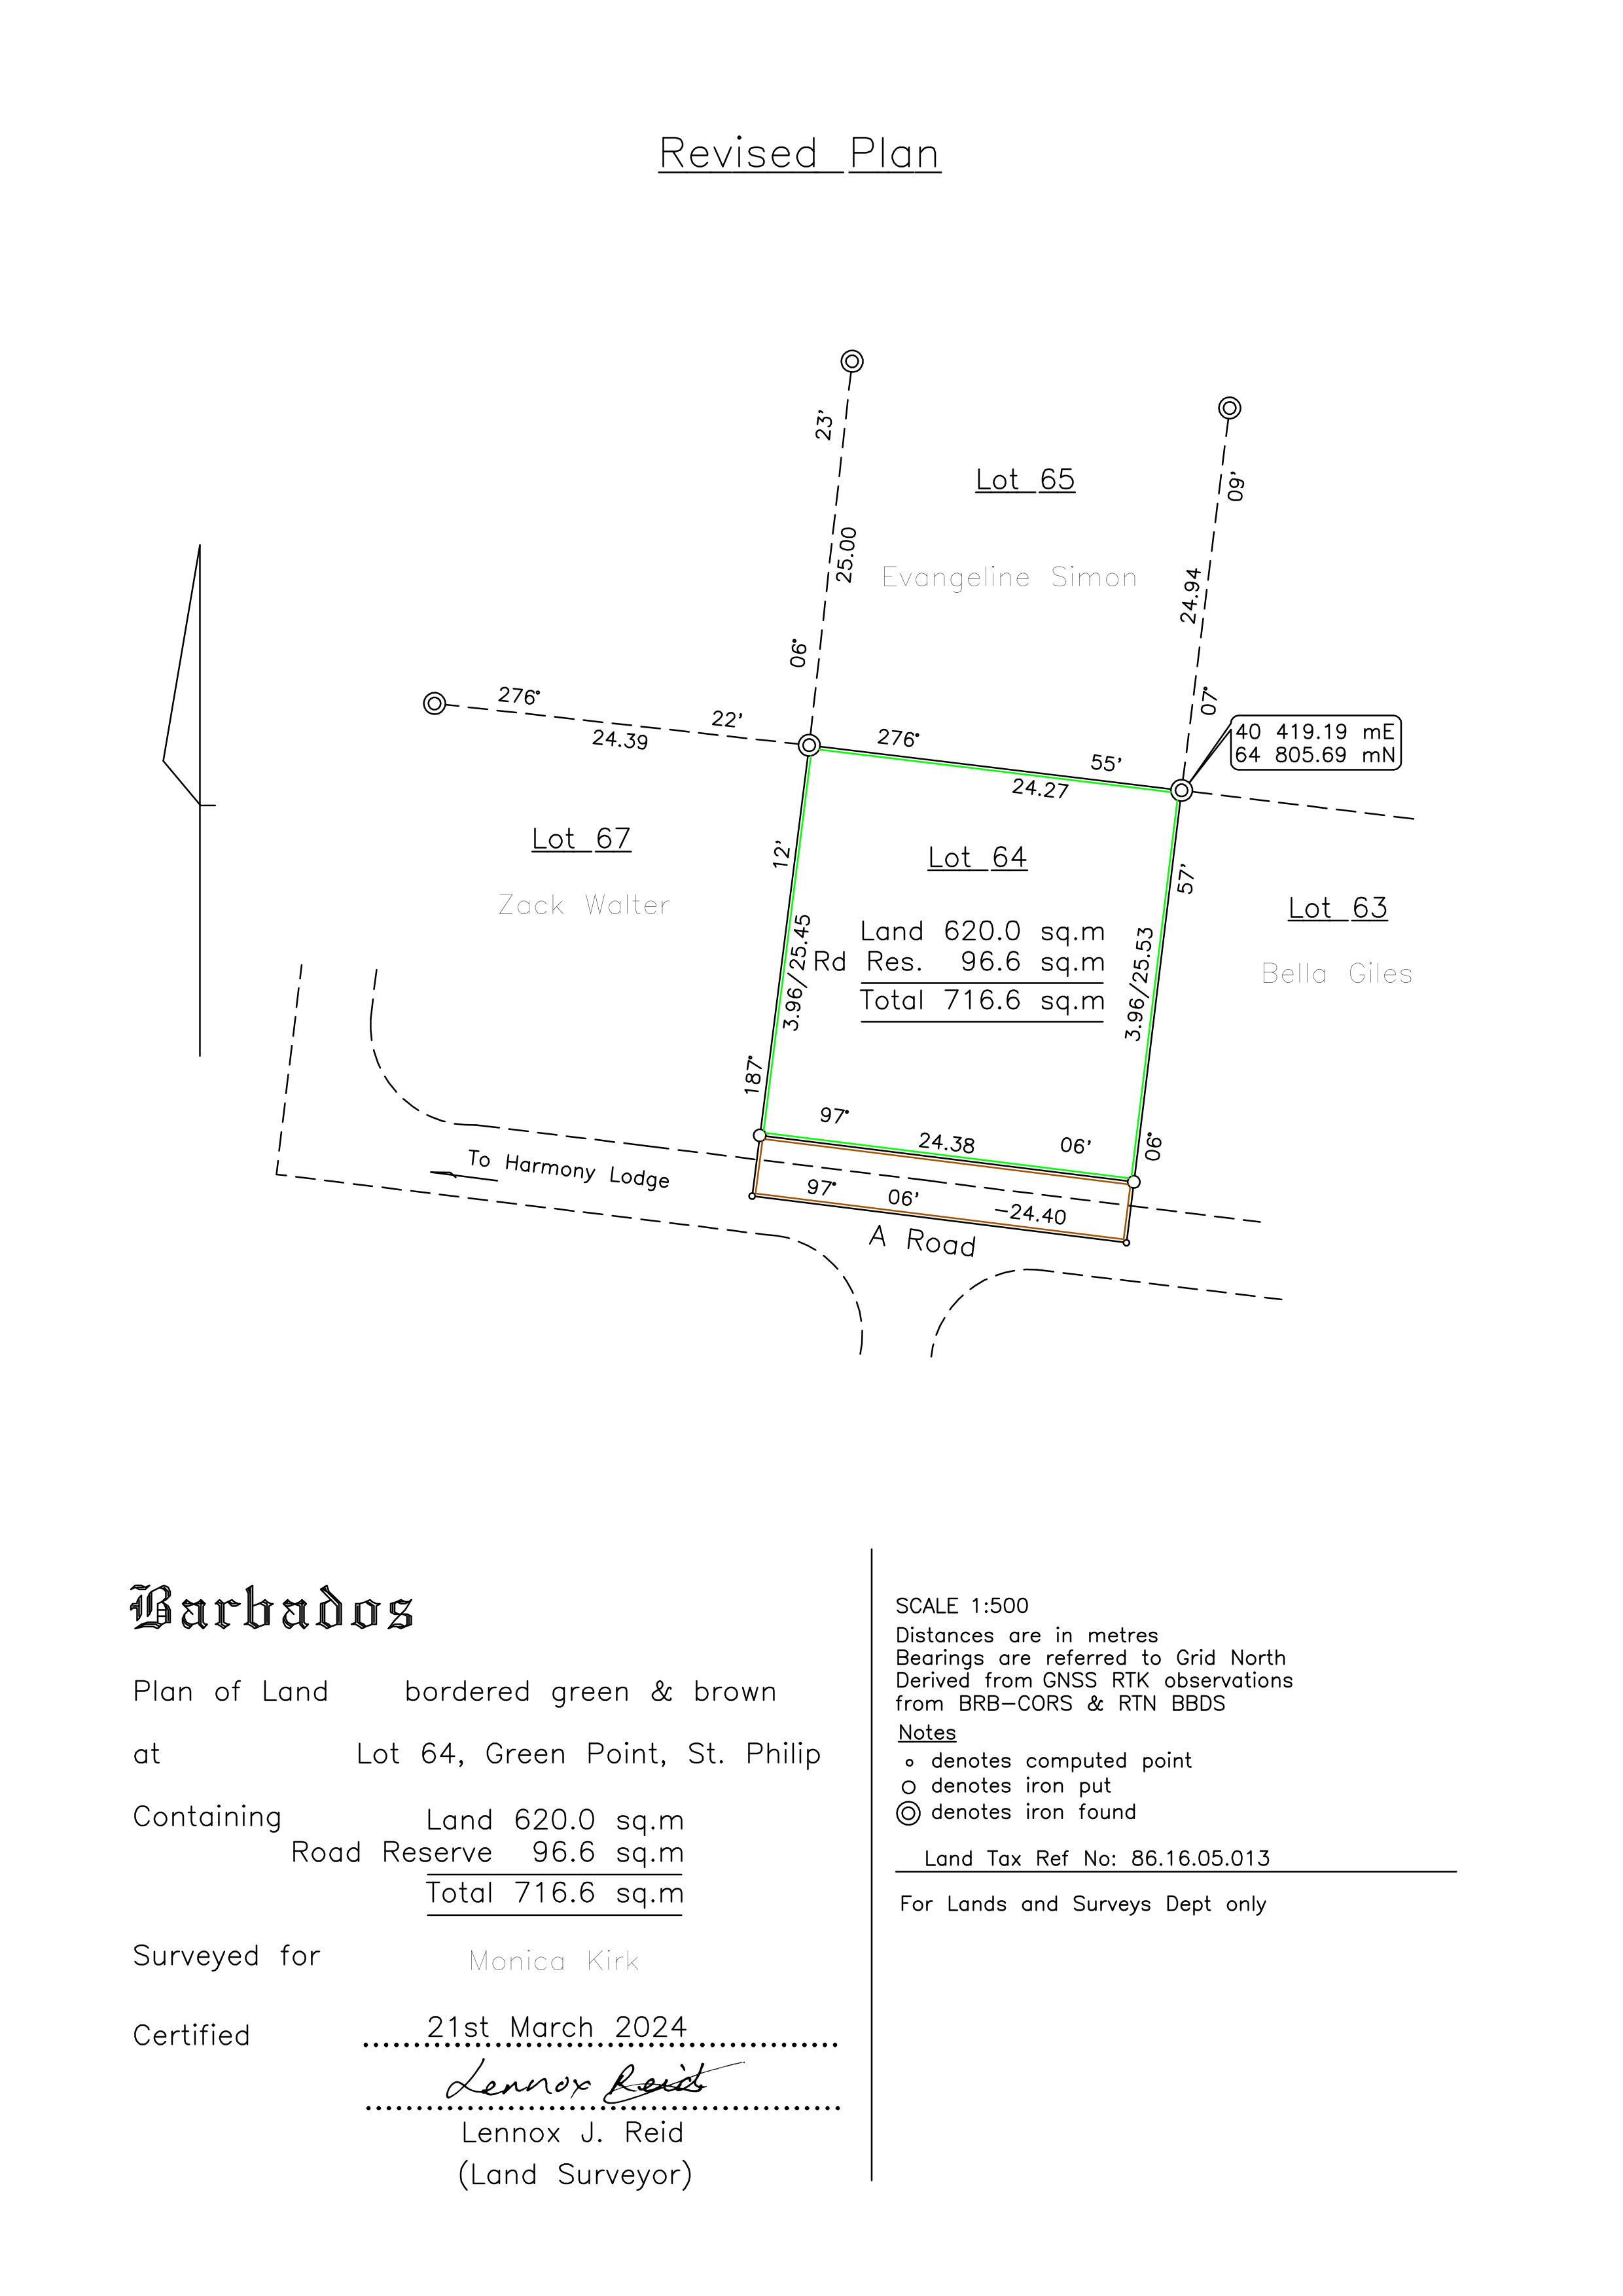 Revised Plan
23'
Lot 65
09'
25.00
Evangeline Simon
24.94
06°
07°
276°
22'
24.39
276°
55'
24.27
40 419.19 mE
64 805.69 mN
Lot 67
Zack Walter
12'
Lot 64
57'
Lot 63
Bella Giles
Land 620.0 sq.m
Rd Res. 96.6 sq.m
Total 716.6 sq.m
3.96/25.45
3.96/25.53
187°
97°
24.38
06'
06°
To Harmony Lodge
97°
06'
-24.40
A Road
Barbados
Plan of Land bordered green & brown
at Lot 64, Green Point, St. Philip
Containing Land 620.0 sq.m
Road Reserve 96.6 sq.m
Total 716.6 sq.m
Surveyed for Monica Kirk
Certified 21st March 2024
Lennox Reid
Lennox J. Reid
(Land Surveyor)
SCALE 1:500
Distances are in metres
Bearings are referred to Grid North
Derived from GNSS RTK observations
from BRB-CORS & RTN BBDS
Notes
denotes computed point
denotes iron put
denotes iron found
Land Tax Ref No: 86.16.05.013
For Lands and Surveys Dept only